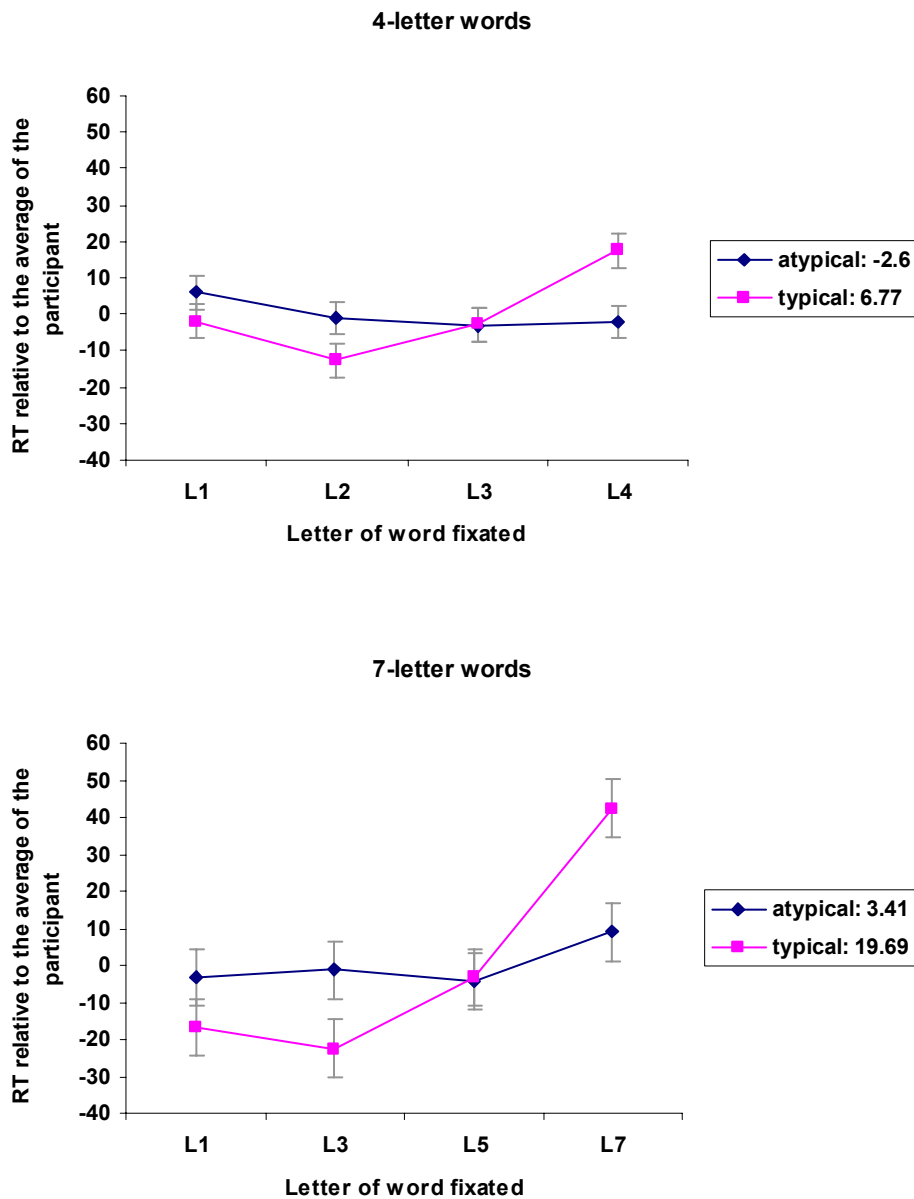 4-letter words
RT relative to the average of the
participant
60
50
40
30
20
10
0
-10
-20
-30
-40
L1 L2 L3 L4
Letter of word fixated
atypical: -2.6
typical: 6.77
7-letter words
RT relative to the average of the
participant
60
50
40
30
20
10
0
-10
-20
-30
-40
L1 L3 L5 L7
Letter of word fixated
atypical: 3.41
typical: 19.69